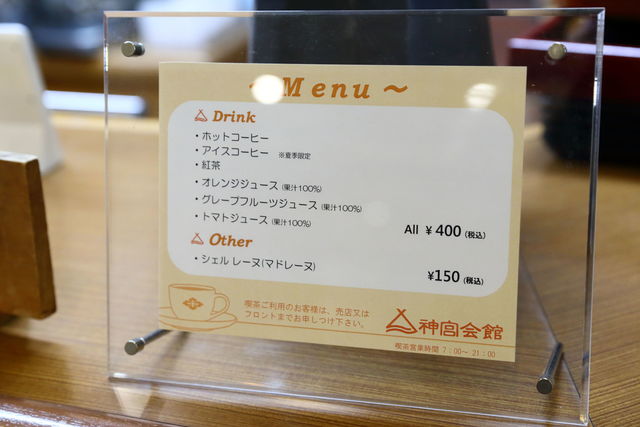 ～ Menu ～
Drink
・ホットコーヒー
・アイスコーヒー ※夏季限定
・紅茶
・オレンジジュース (果汁100%)
・グレープフルーツジュース (果汁100%)
・トマトジュース (果汁100%)
All ¥400 (税込)
Other
・シェル レーヌ(マドレーヌ) ¥150 (税込)
喫茶ご利用のお客様は、売店又は
フロントまでお申しつけ下さい。
神宮会館
喫茶営業時間 7:00～21:00